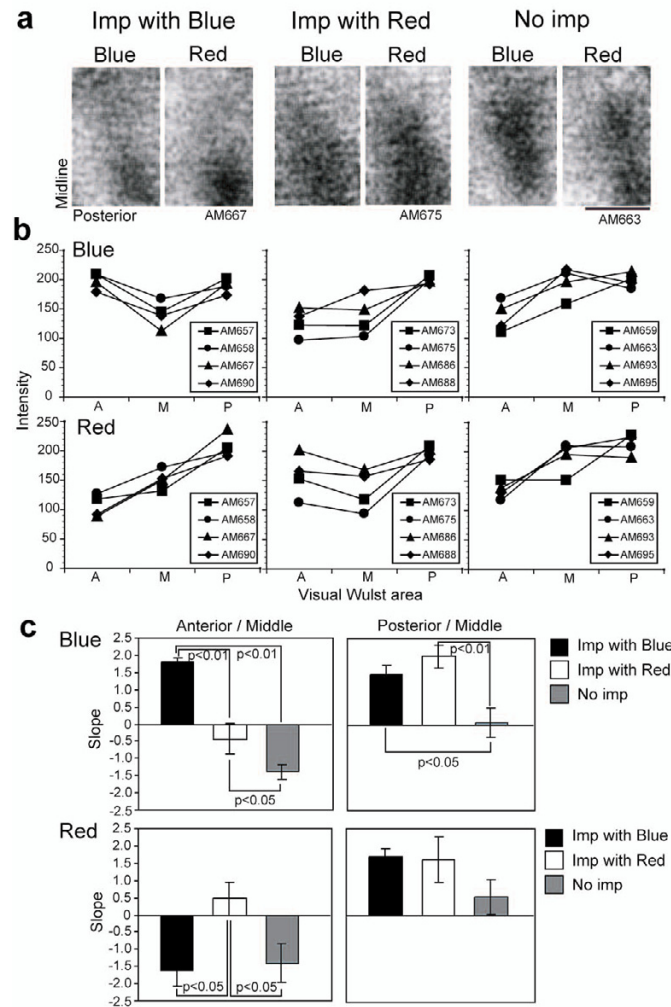 a
Imp with Blue Imp with Red No imp
Blue Red Blue Red Blue Red
Midline
Posterior AM667 AM675 AM663
b
Blue
Intensity
250
200
150
100
50
0
A M P A M P A M P
AM657
AM658
AM667
AM690
AM673
AM675
AM686
AM688
AM659
AM663
AM693
AM695
Red
250
200
150
100
50
0
A M P A M P A M P
AM657
AM658
AM667
AM690
AM673
AM675
AM686
AM688
AM659
AM663
AM693
AM695
Visual Wulst area
c
Anterior / Middle Posterior / Middle
Blue
Slope
2.5
2.0
1.5
1.0
0.5
0
-0.5
-1.0
-1.5
-2.0
-2.5
p<0.01 p<0.01
p<0.05
p<0.01
p<0.05
Imp with Blue
Imp with Red
No imp
Red
Slope
2.5
2.0
1.5
1.0
0.5
0
-0.5
-1.0
-1.5
-2.0
-2.5
p<0.05 p<0.05
Imp with Blue
Imp with Red
No imp